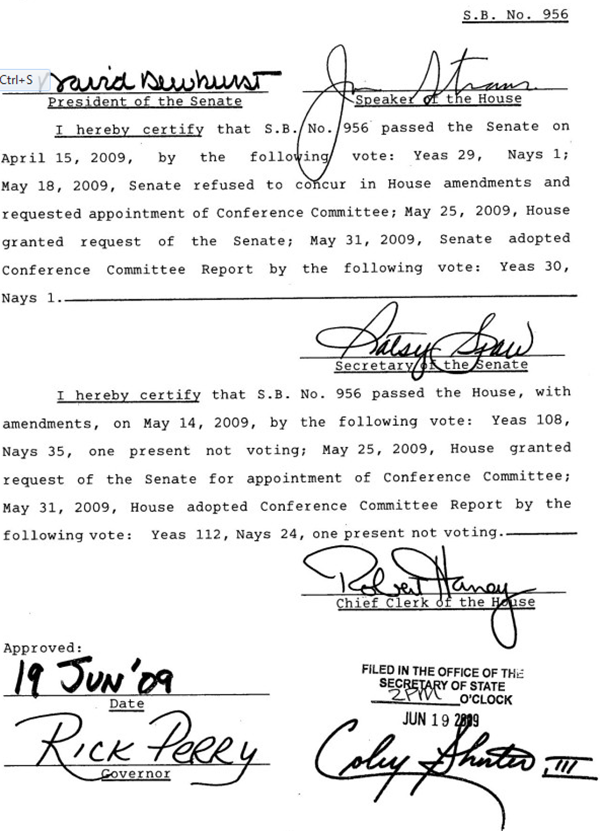 S.B. No. 956
Ctrl+S
David Dewhurst
President of the Senate
Speaker of the House
I hereby certify that S.B. No. 956 passed the Senate on
April 15, 2009, by the following vote: Yeas 29, Nays 1;
May 18, 2009, Senate refused to concur in House amendments and
requested appointment of Conference Committee; May 25, 2009, House
granted request of the Senate; May 31, 2009, Senate adopted
Conference Committee Report by the following vote: Yeas 30,
Nays 1.
Patsy Spaw
Secretary of the Senate
I hereby certify that S.B. No. 956 passed the House, with
amendments, on May 14, 2009, by the following vote: Yeas 108,
Nays 35, one present not voting; May 25, 2009, House granted
request of the Senate for appointment of Conference Committee;
May 31, 2009, House adopted Conference Committee Report by the
following vote: Yeas 112, Nays 24, one present not voting.
Robert Haney
Chief Clerk of the House
Approved:
19 JUN '09
Date
RICK PERRY
Governor
FILED IN THE OFFICE OF THE
SECRETARY OF STATE
2PM O'CLOCK
JUN 19 2009
Coby Shorter, III